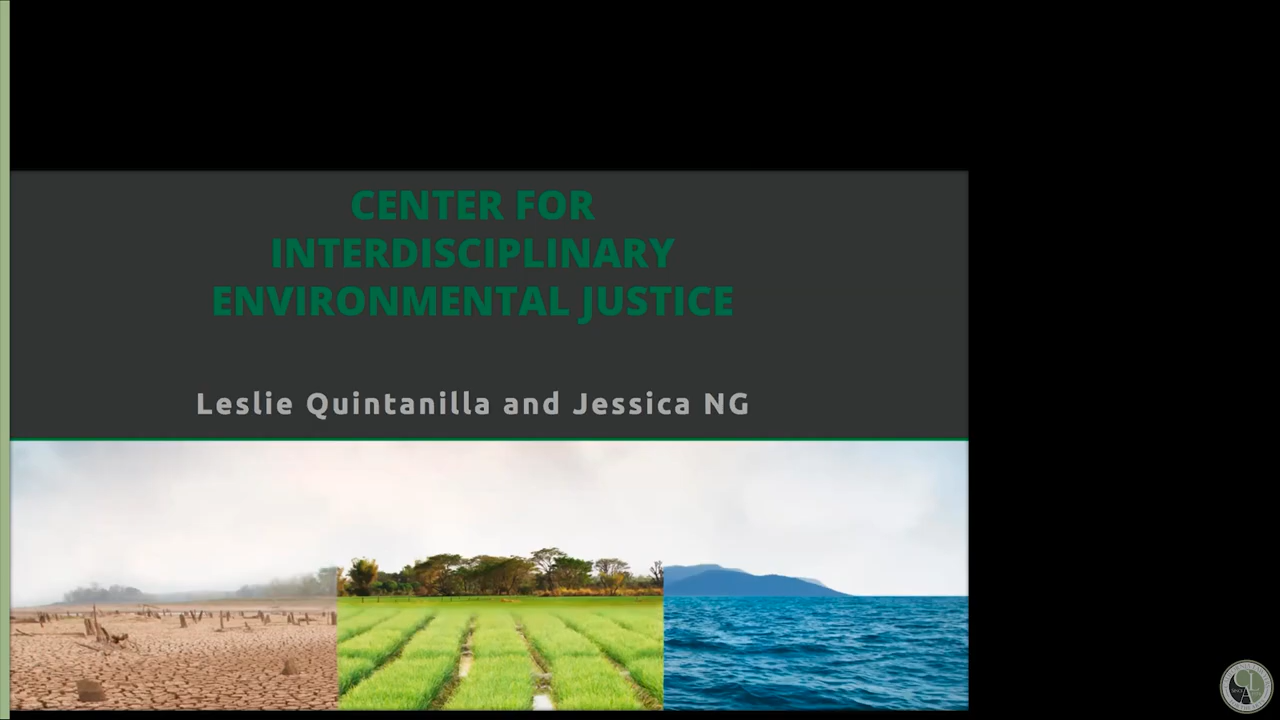 CENTER FOR
INTERDISCIPLINARY
ENVIRONMENTAL JUSTICE
Leslie Quintanilla and Jessica NG